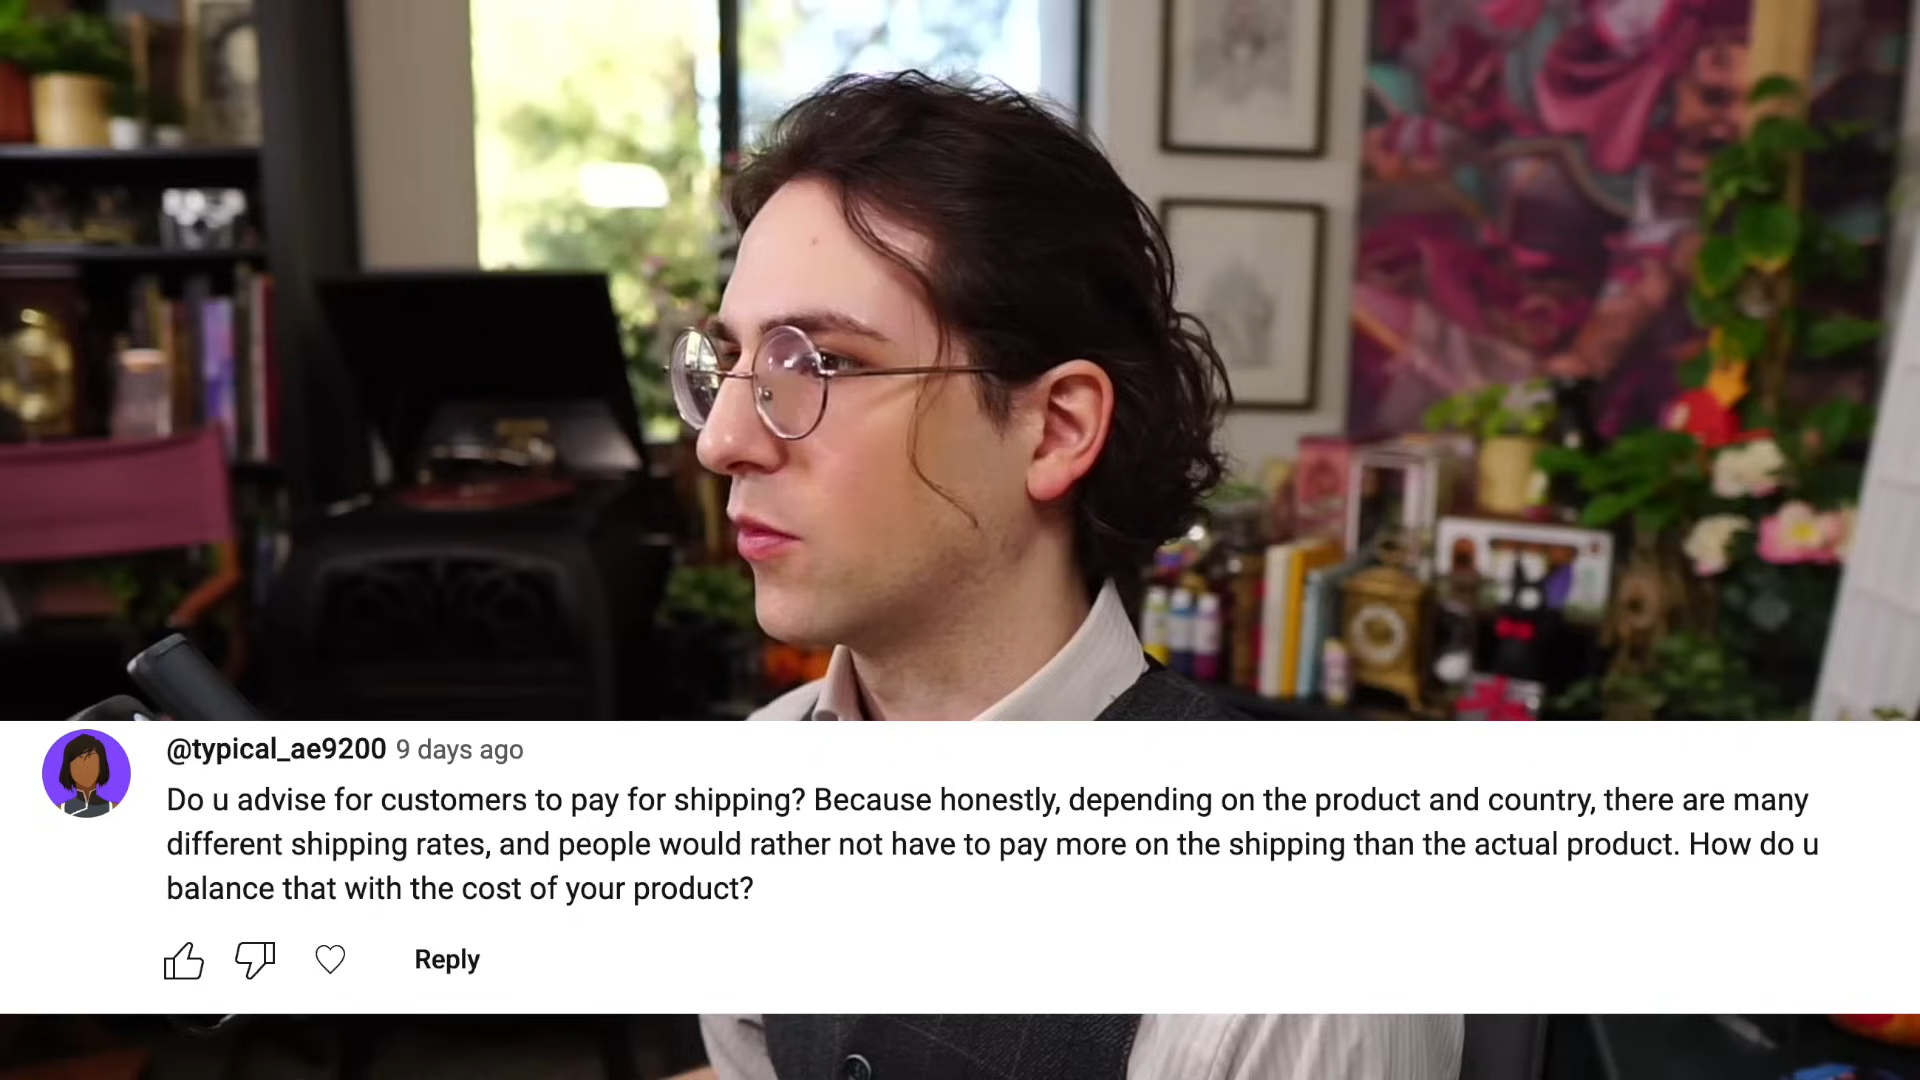 @typical_ae9200 9 days ago
Do u advise for customers to pay for shipping? Because honestly, depending on the product and country, there are many
different shipping rates, and people would rather not have to pay more on the shipping than the actual product. How do u
balance that with the cost of your product?
Reply